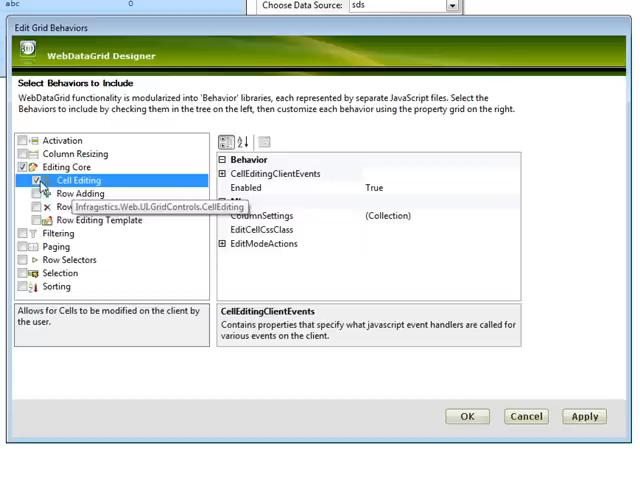 abc 0
Choose Data Source: sds
Edit Grid Behaviors
WebDataGrid Designer
Select Behaviors to Include
WebDataGrid functionality is modularized into 'Behavior' libraries, each represented by separate JavaScript files. Select the
Behaviors to include by checking them in the tree on the left, then customize each behavior using the property grid on the right.
Activation
Column Resizing
Editing Core
Cell Editing
Row Adding
Row
Infragistics.Web.UI.GridControls.CellEditing
Row Editing Template
Filtering
Paging
Row Selectors
Selection
Sorting
Behavior
CellEditingClientEvents
Enabled True
ColumnSettings (Collection)
EditCellCssClass
EditModeActions
Allows for Cells to be modified on the client by
the user.
CellEditingClientEvents
Contains properties that specify what javascript event handlers are called for
various events on the client.
OK Cancel Apply